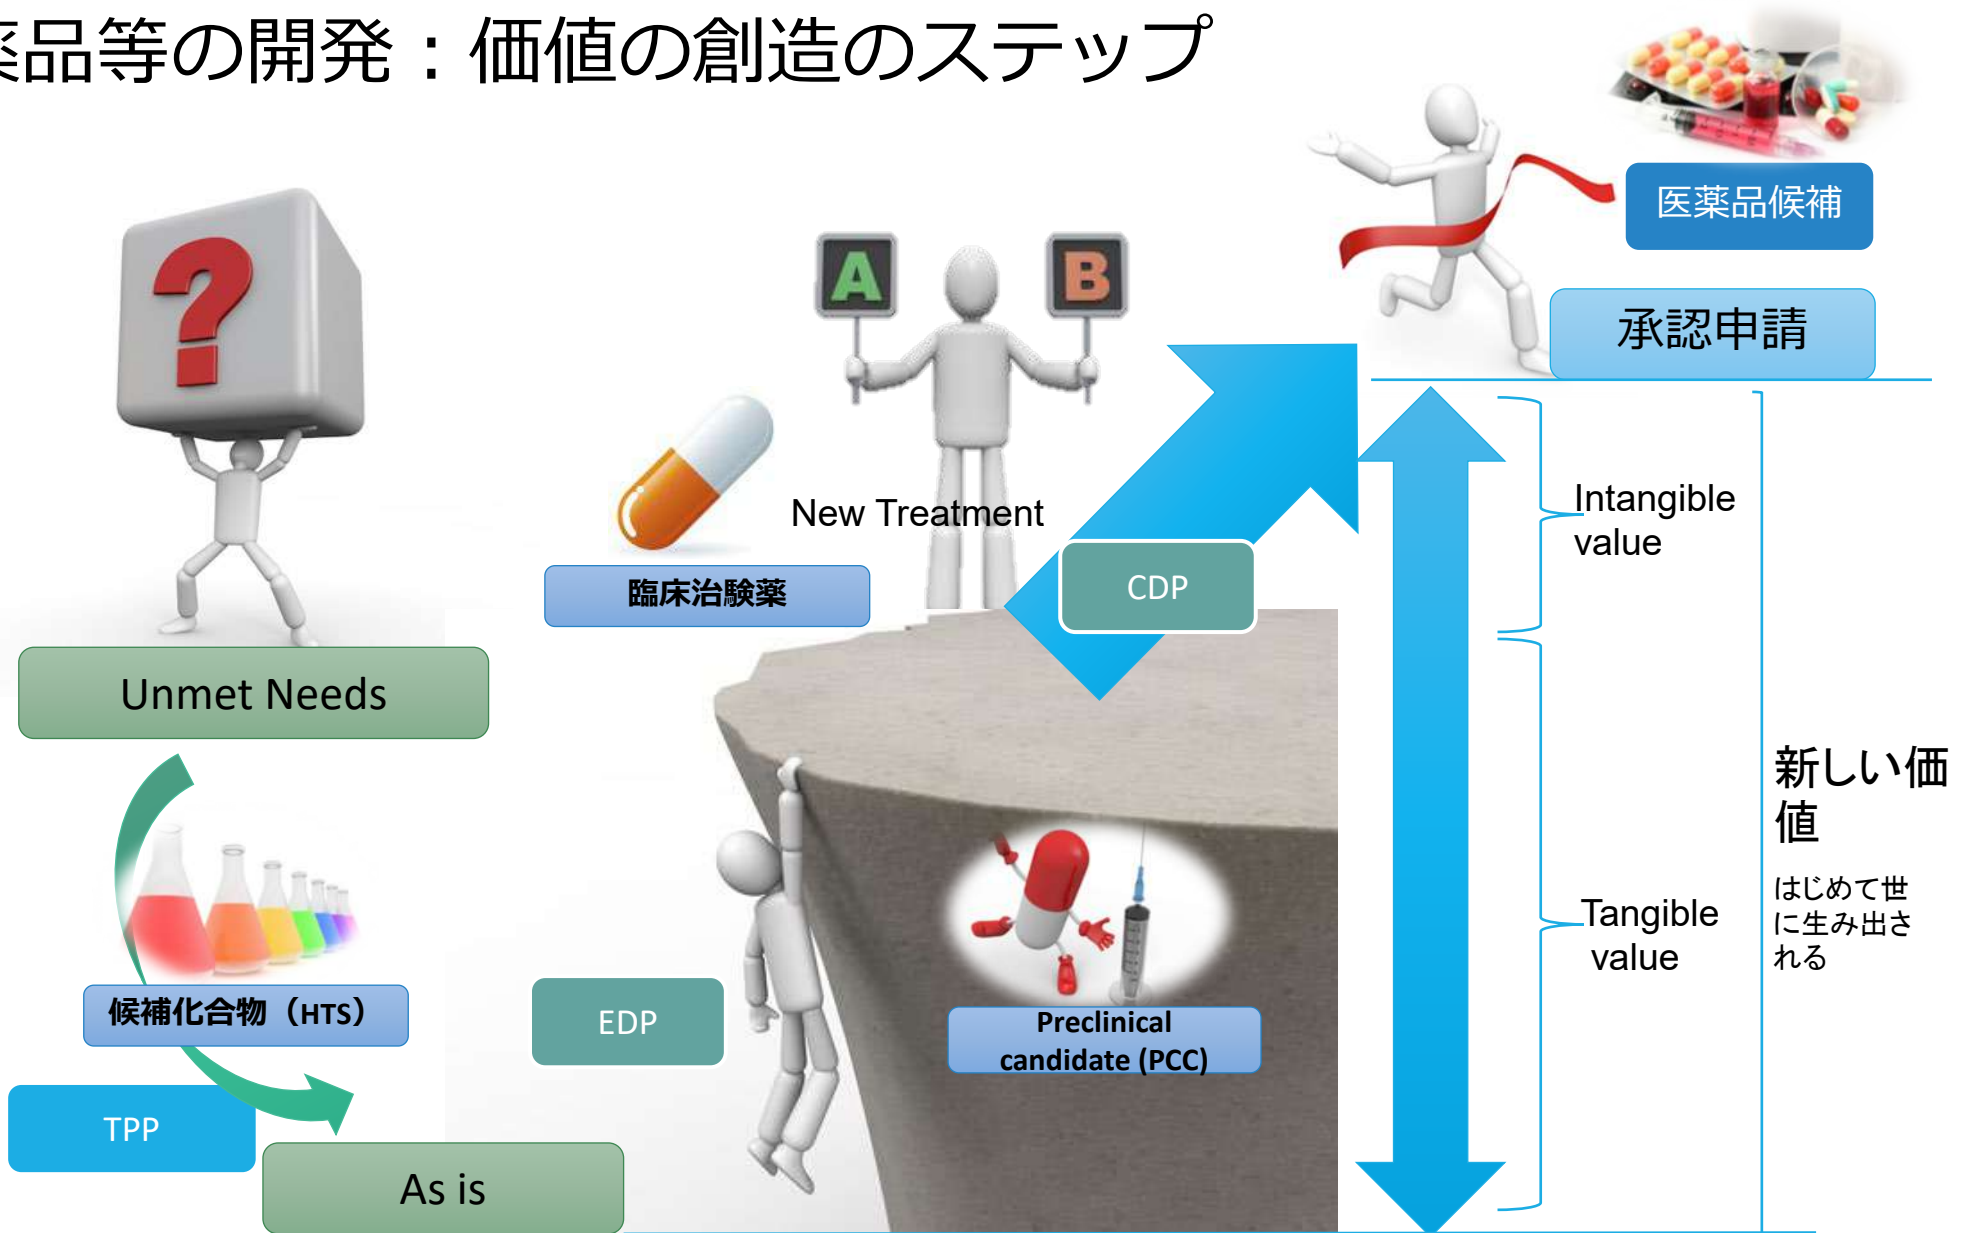 薬品等の開発：価値の創造のステップ
医薬品候補
承認申請
A
B
?
New Treatment
臨床治験薬
CDP
Intangible
value
Unmet Needs
新しい価
値
はじめて世
に生み出さ
れる
Tangible
value
候補化合物（HTS）
EDP
Preclinical
candidate (PCC)
TPP
As is